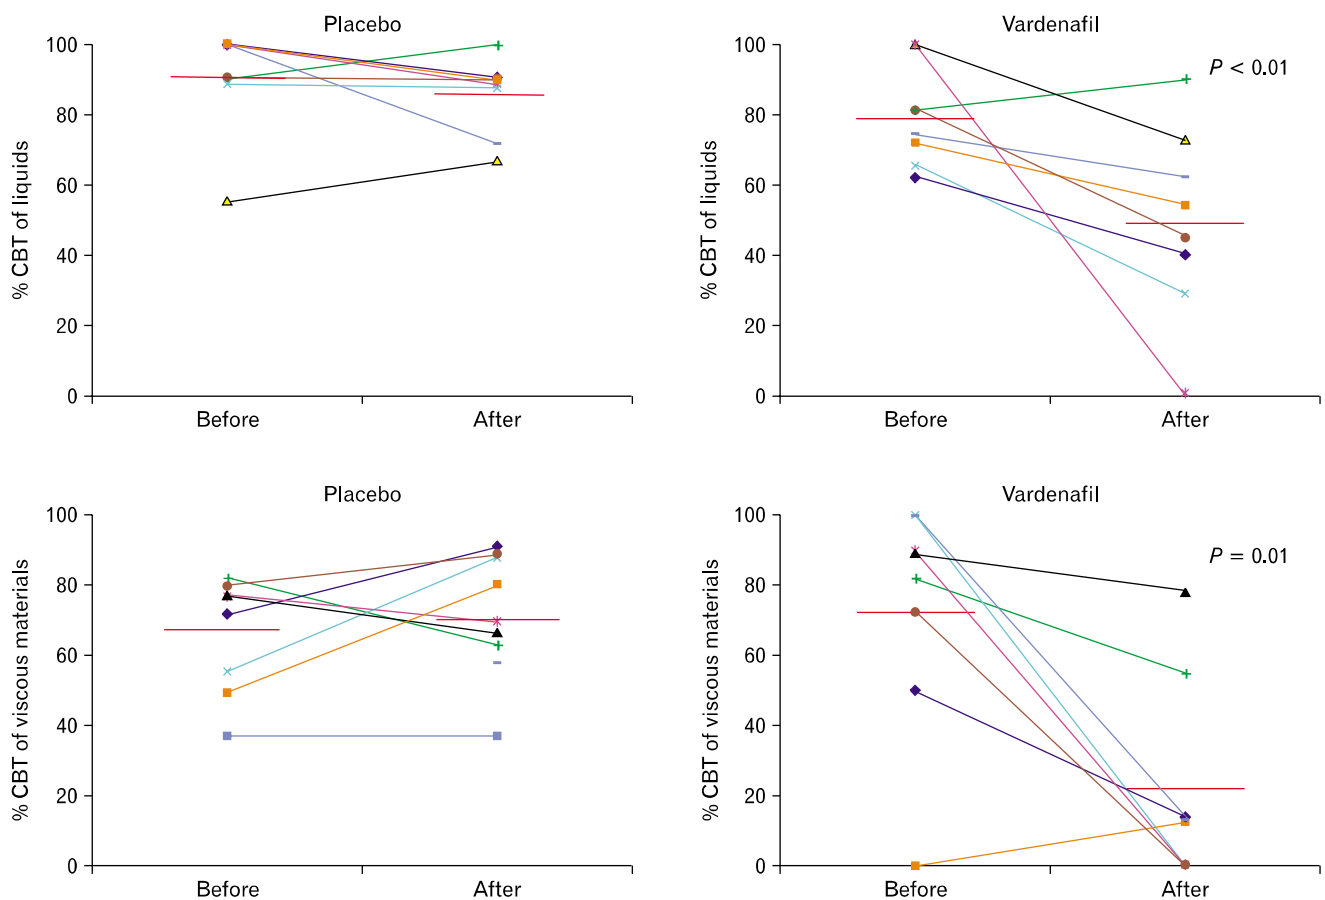 Placebo
% CBT of liquids
100
80
60
40
20
0
Before After
Vardenafil
% CBT of liquids
100
80
60
40
20
0
P < 0.01
Before After
Placebo
% CBT of viscous materials
100
80
60
40
20
0
Before After
Vardenafil
% CBT of viscous materials
100
80
60
40
20
0
P = 0.01
Before After